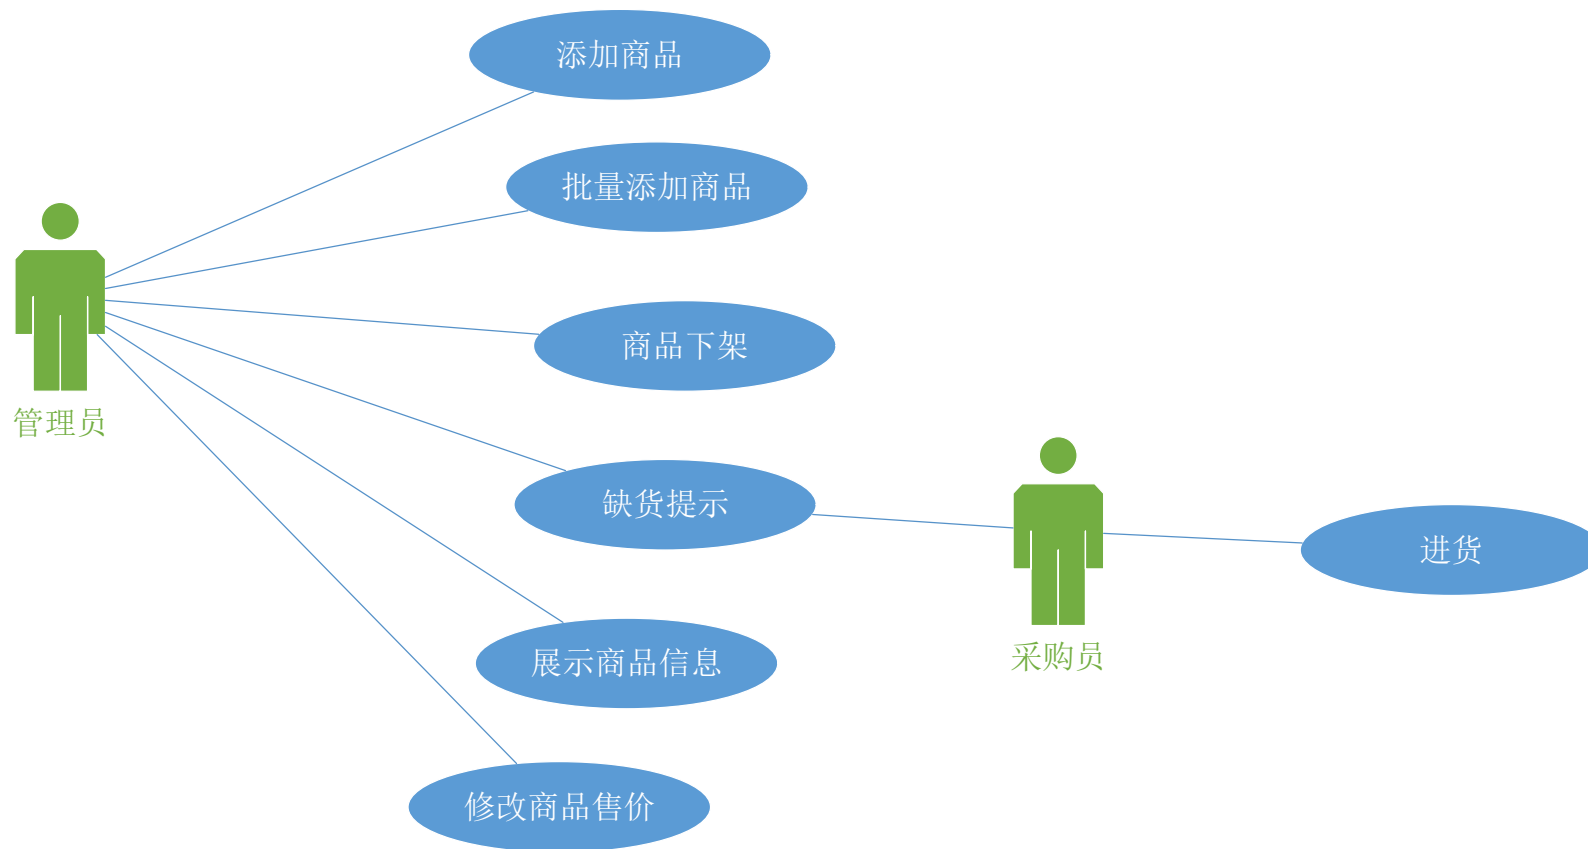 添加商品
批量添加商品
商品下架
管理员
缺货提示
进货
展示商品信息
采购员
修改商品售价